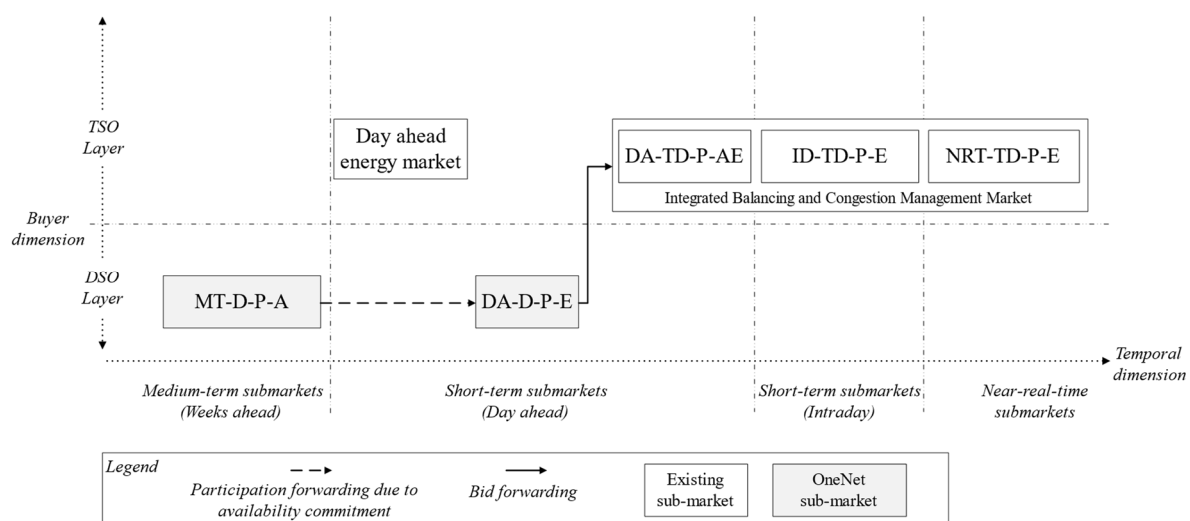 TSO
Layer
Day ahead
energy market
DA-TD-P-AE
ID-TD-P-E
NRT-TD-P-E
Integrated Balancing and Congestion Management Market
Buyer
dimension
DSO
Layer
MT-D-P-A
DA-D-P-E
Temporal
dimension
Medium-term submarkets
(Weeks ahead)
Short-term submarkets
(Day ahead)
Short-term submarkets
(Intraday)
Near-real-time
submarkets
Legend
Participation forwarding due to
availability commitment
Bid forwarding
Existing
sub-market
OneNet
sub-market